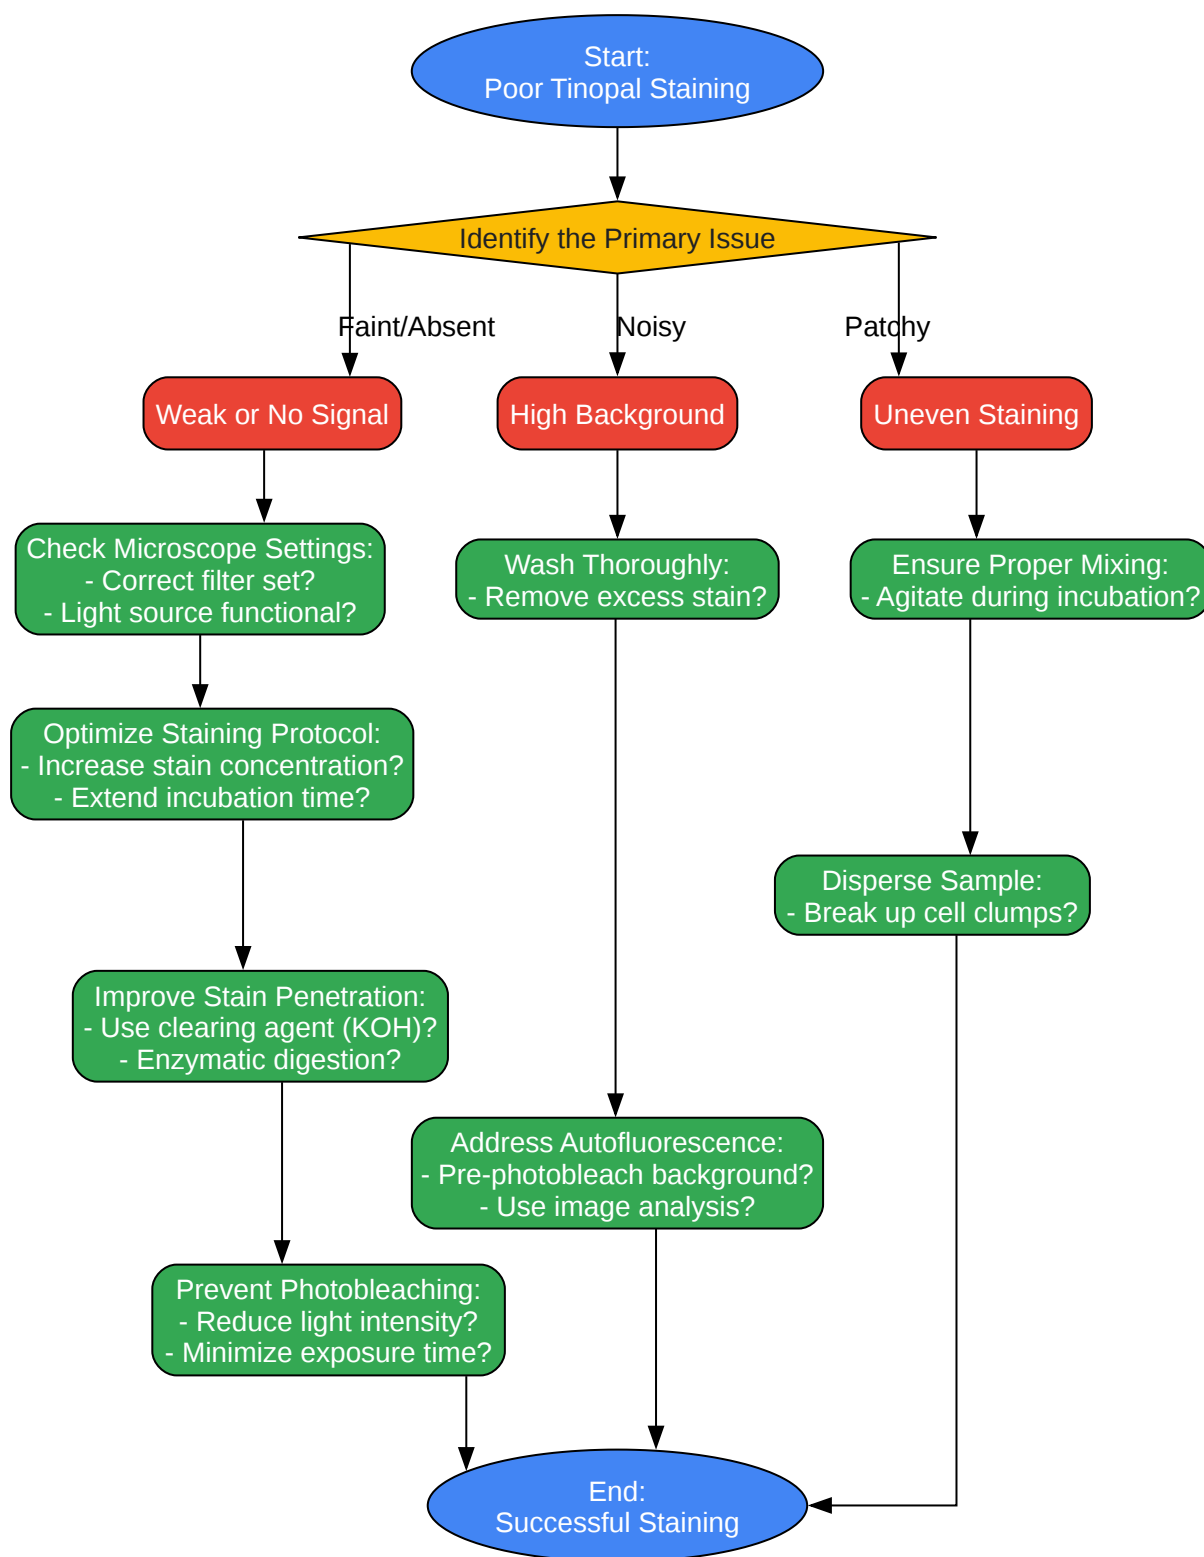 Start:
Poor Tinopal Staining
Identify the Primary Issue
Faint/Absent
Noisy
Patchy
Weak or No Signal
High Background
Uneven Staining
Check Microscope Settings:
- Correct filter set?
- Light source functional?
Wash Thoroughly:
- Remove excess stain?
Ensure Proper Mixing:
- Agitate during incubation?
Optimize Staining Protocol:
- Increase stain concentration?
- Extend incubation time?
Disperse Sample:
- Break up cell clumps?
Improve Stain Penetration:
- Use clearing agent (KOH)?
- Enzymatic digestion?
Address Autofluorescence:
- Pre-photobleach background?
- Use image analysis?
Prevent Photobleaching:
- Reduce light intensity?
- Minimize exposure time?
End:
Successful Staining